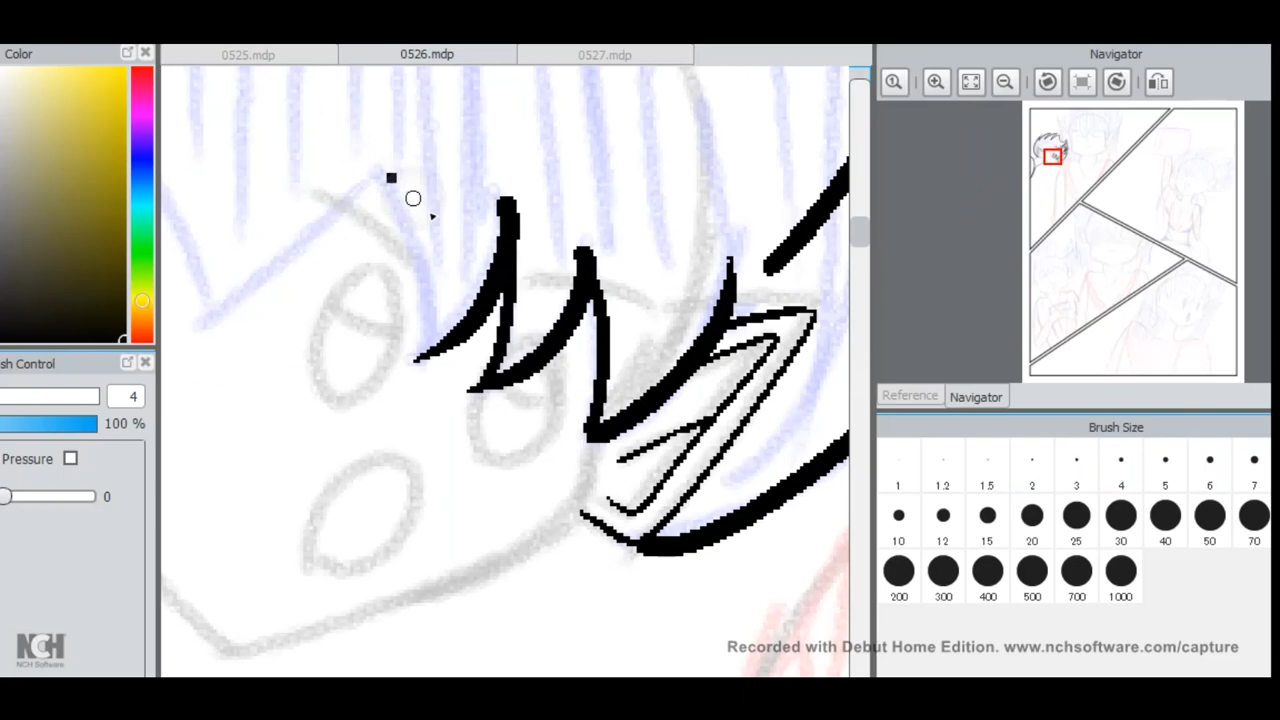 Color
0525.mdp
0526.mdp
0527.mdp
Navigator
sh Control
4
100 %
Pressure
0
Reference
Navigator
Brush Size
1 1.2 1.5 2 3 4 5 6 7
10 12 15 20 25 30 40 50 70
200 300 400 500 700 1000
NCH
NCH Software
Recorded with Debut Home Edition. www.nchsoftware.com/capture